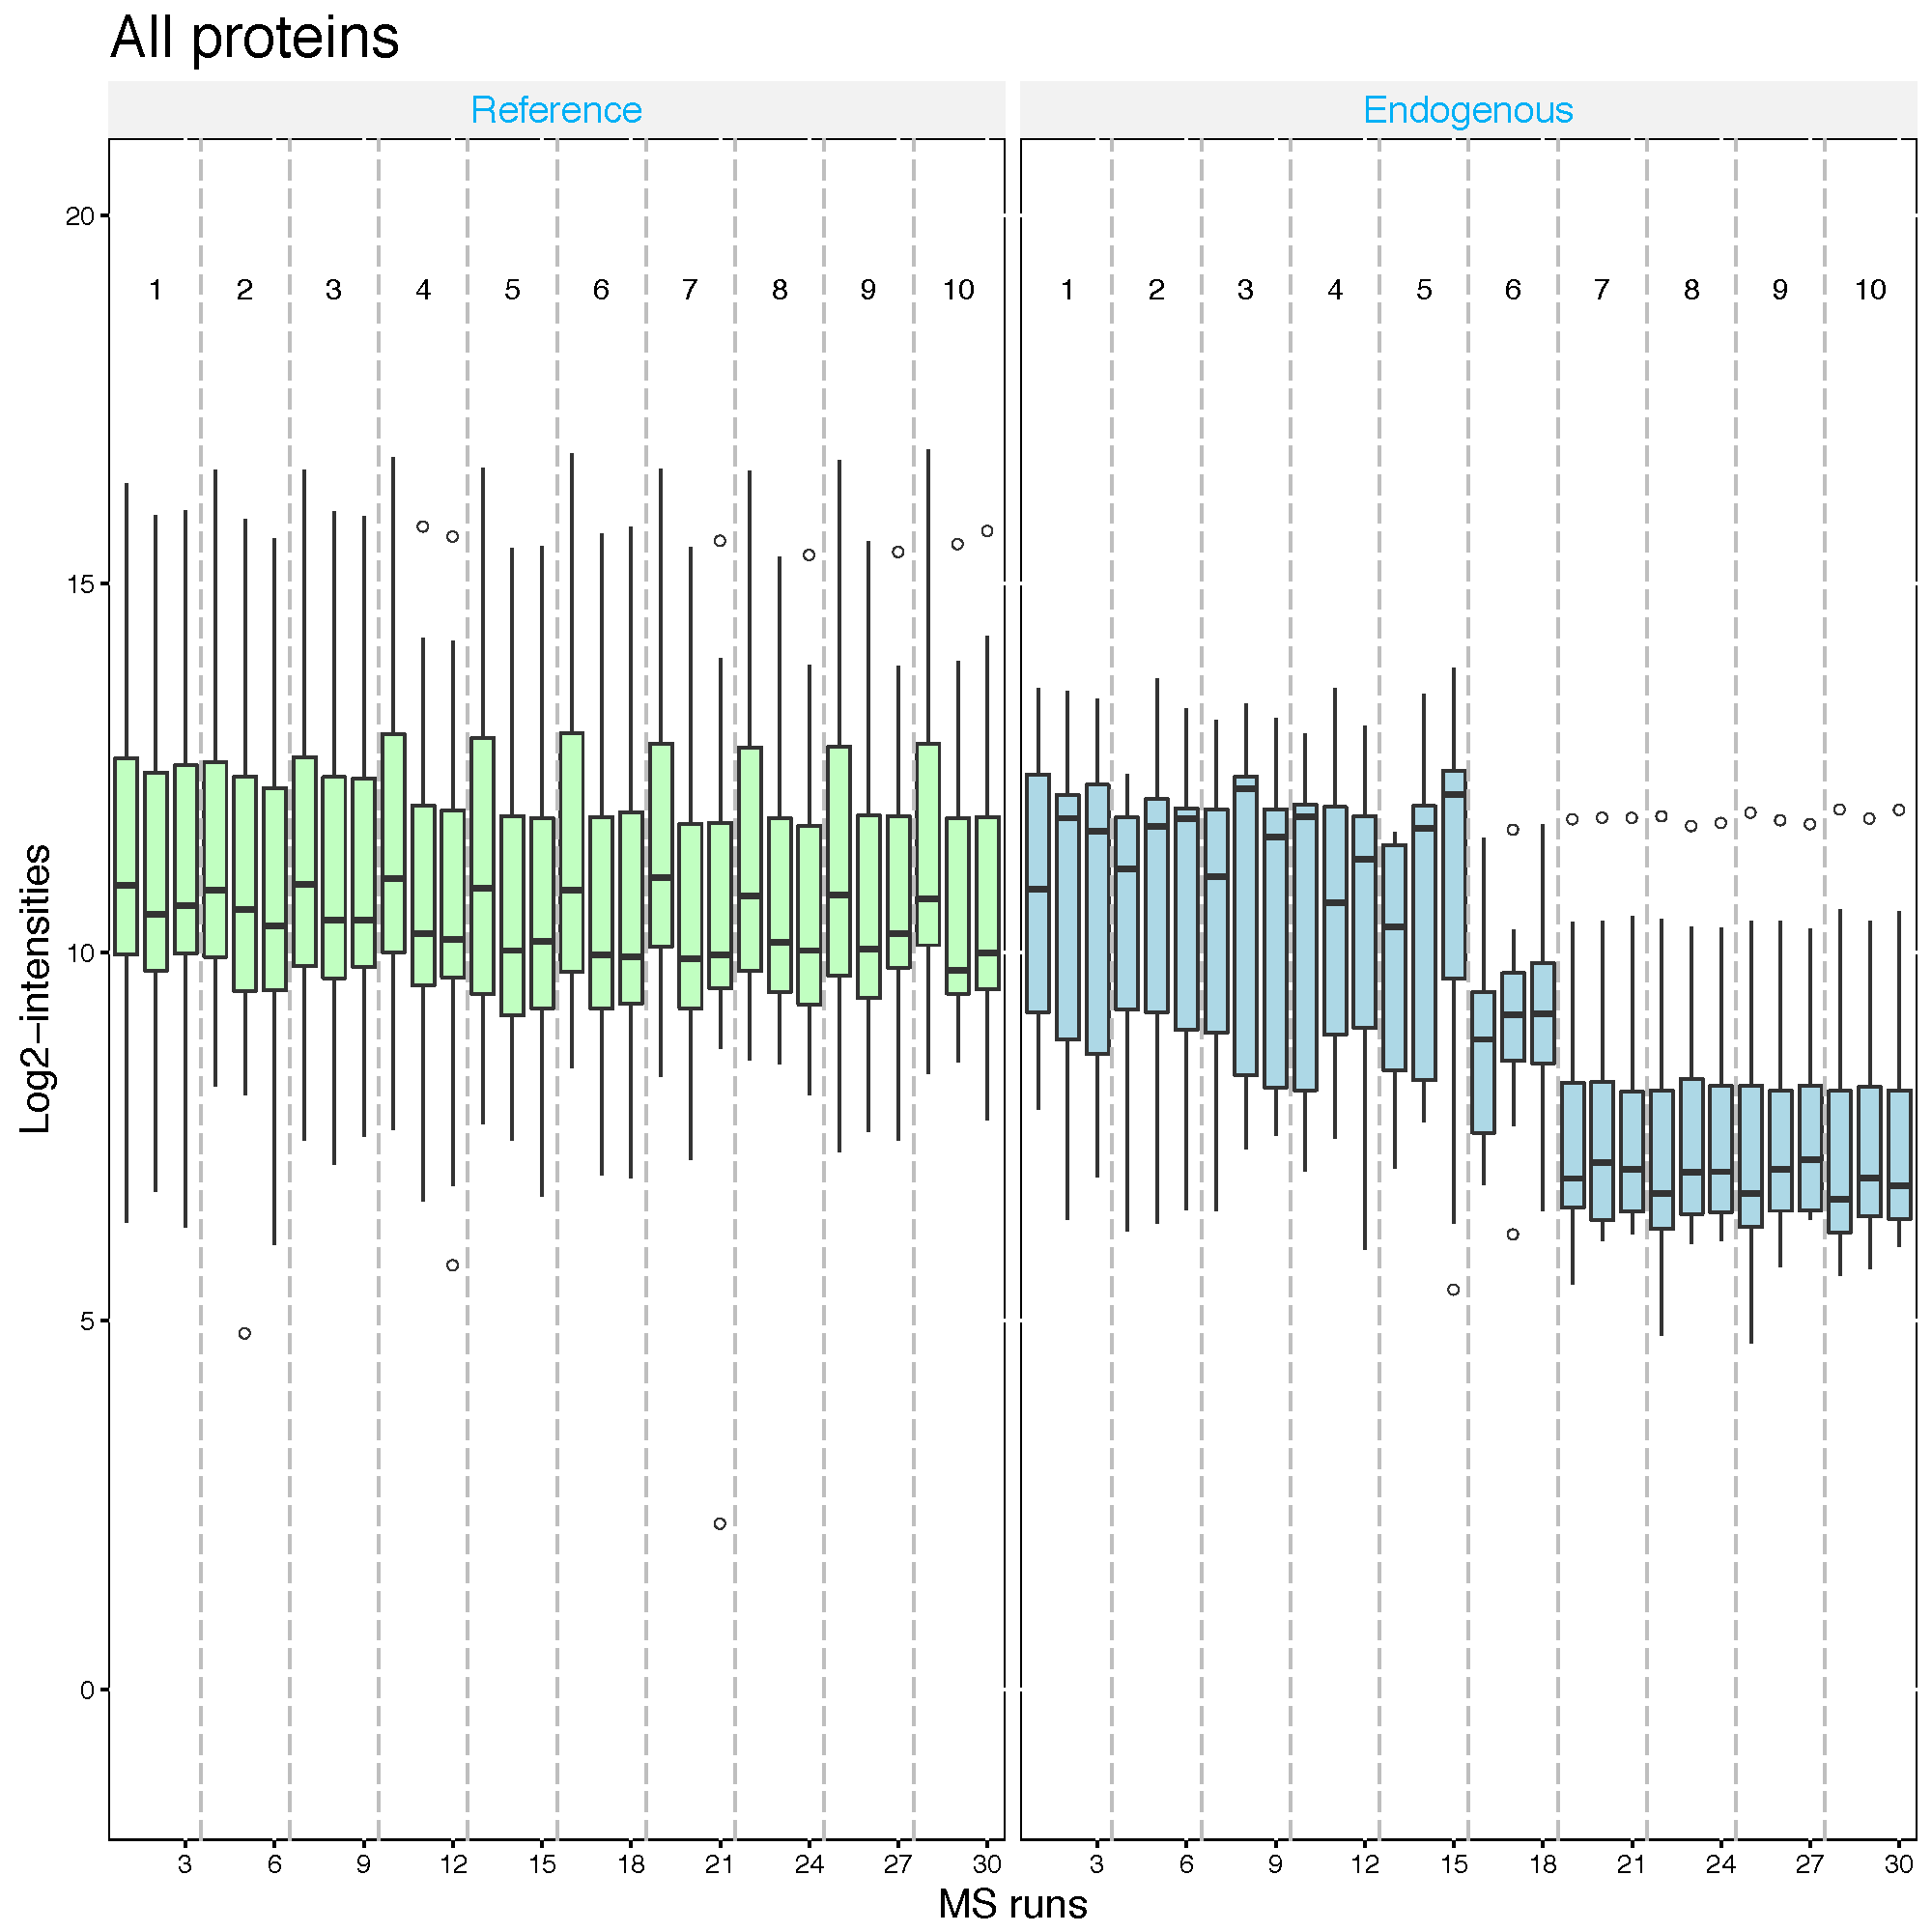 All proteins
Reference Endogenous
20
1 2 3 4 5 6 7 8 9 10 1 2 3 4 5 6 7 8 9 10
15
10
Log2-intensities
5
0
3 6 9 12 15 18 21 24 27 30 3 6 9 12 15 18 21 24 27 30
MS runs